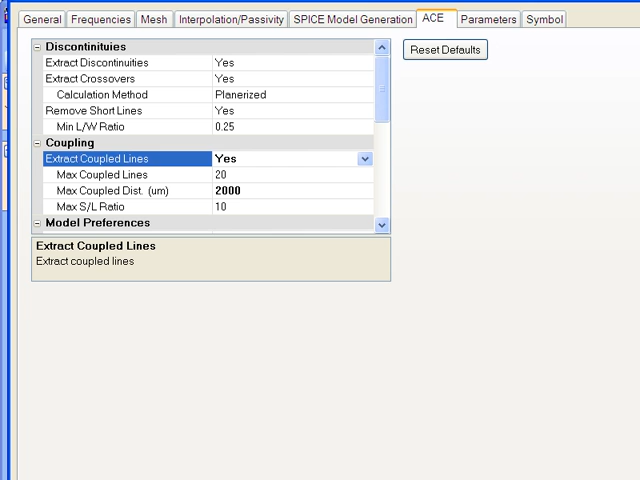 General Frequencies Mesh Interpolation/Passivity SPICE Model Generation ACE Parameters Symbol
Discontinituies
Extract Discontinuities Yes
Extract Crossovers Yes
Calculation Method Planerized
Remove Short Lines Yes
Min L/W Ratio 0.25
Coupling
Extract Coupled Lines Yes
Max Coupled Lines 20
Max Coupled Dist. (um) 2000
Max S/L Ratio 10
Model Preferences
Extract Coupled Lines
Extract coupled lines
Reset Defaults